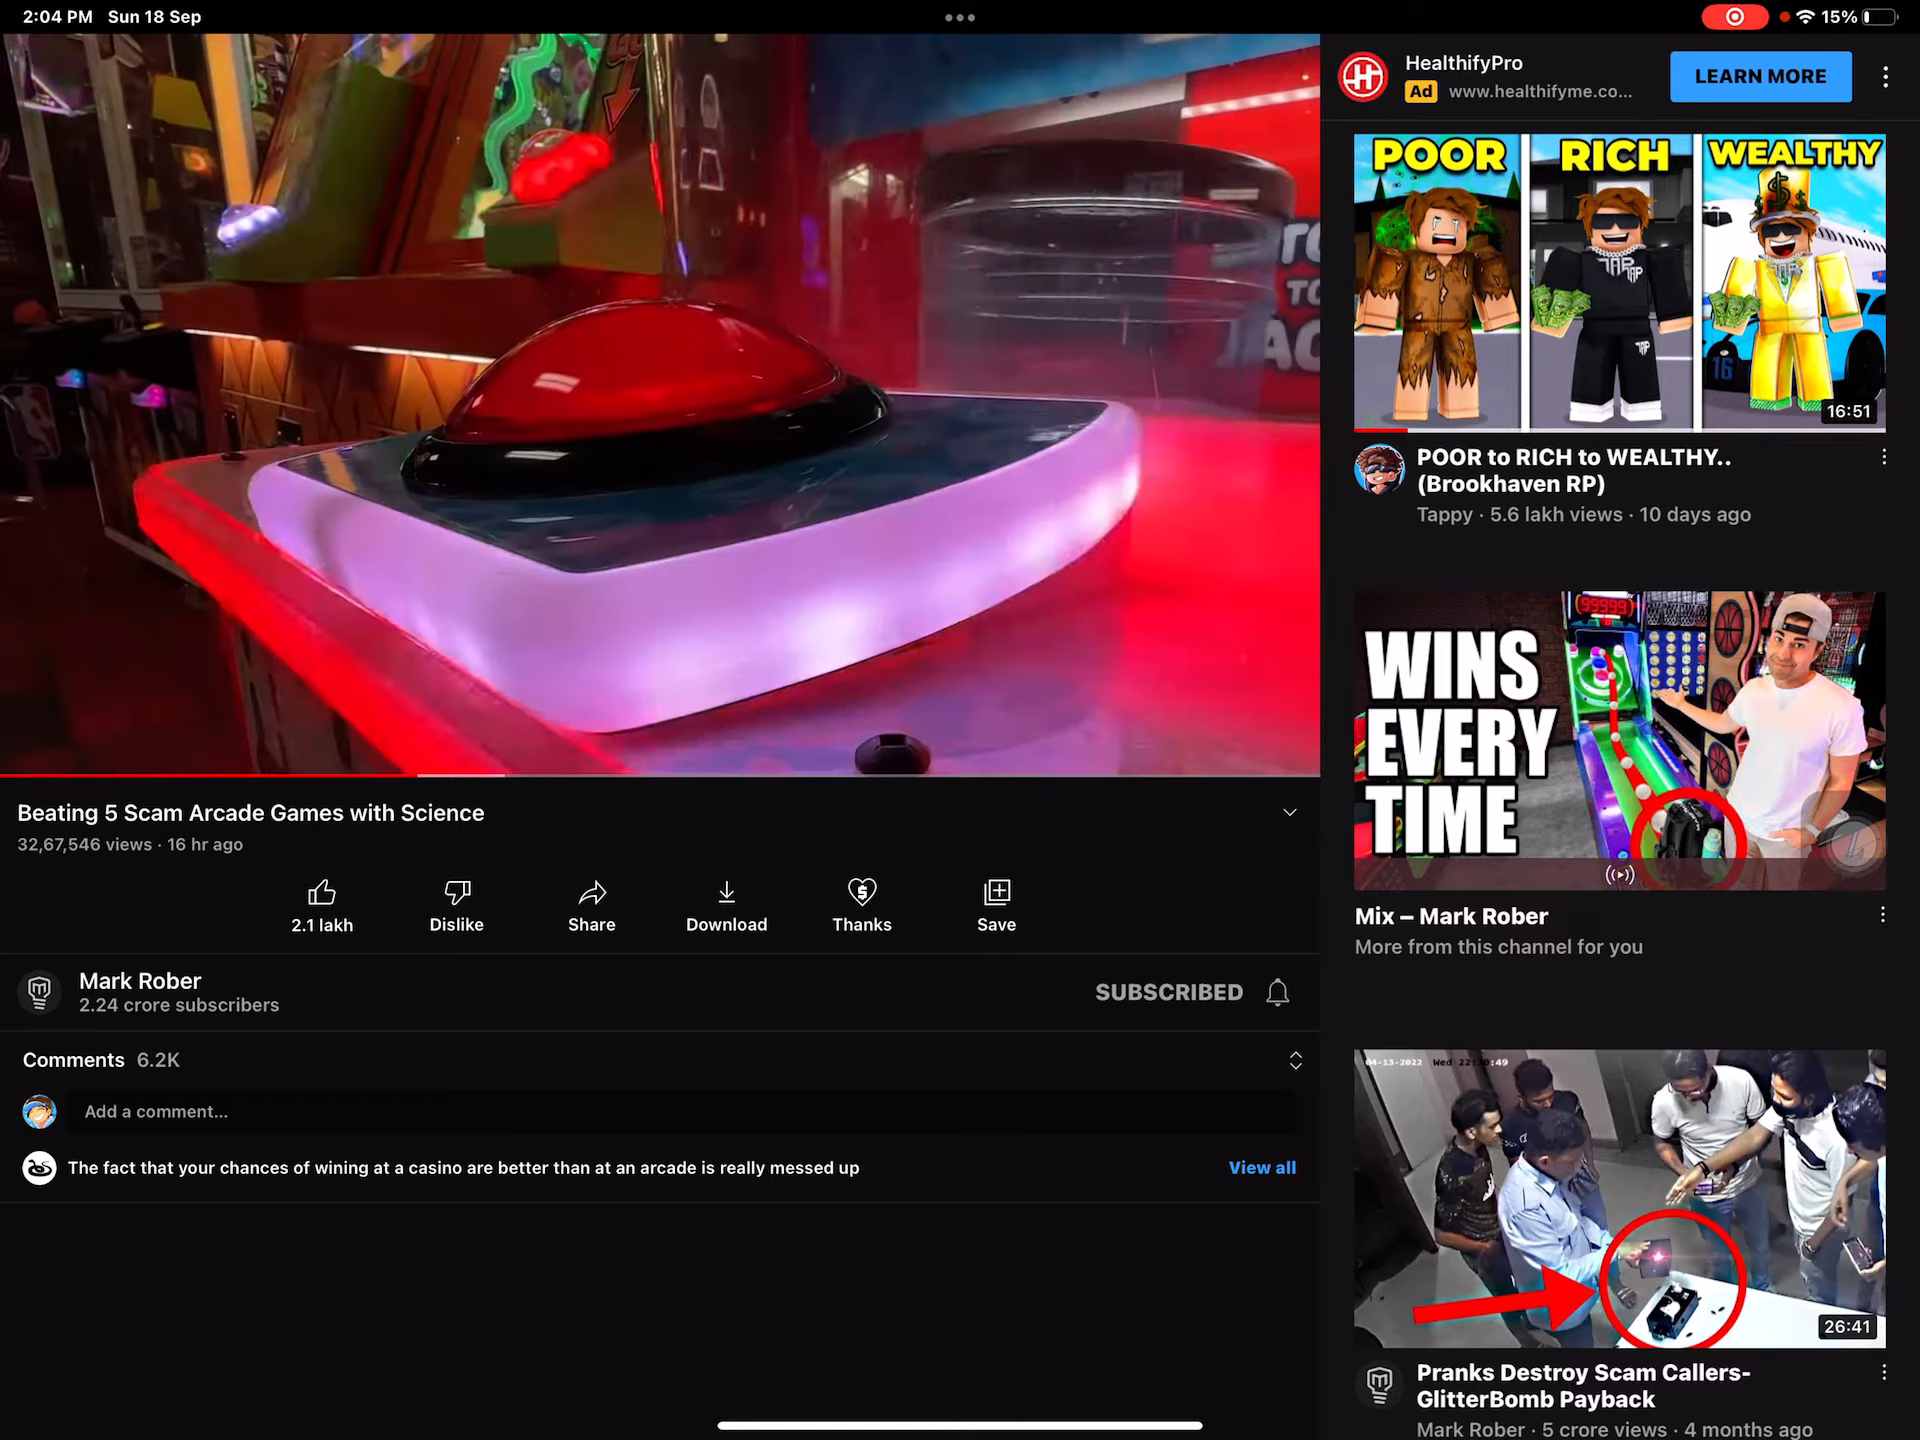 2:04 PM Sun 18 Sep
15%
Beating 5 Scam Arcade Games with Science
32,67,546 views · 16 hr ago
2.1 lakh
Dislike
Share
Download
Thanks
Save
Mark Rober
2.24 crore subscribers
SUBSCRIBED
Comments 6.2K
Add a comment...
The fact that your chances of wining at a casino are better than at an arcade is really messed up
View all
HealthifyPro
Ad www.healthifyme.co...
LEARN MORE
POOR RICH WEALTHY
16
16:51
POOR to RICH to WEALTHY..
(Brookhaven RP)
Tappy · 5.6 lakh views · 10 days ago
99999
WINS
EVERY
TIME
Mix – Mark Rober
More from this channel for you
04-13-2022 Wed
26:41
Pranks Destroy Scam Callers-
GlitterBomb Payback
Mark Rober · 5 crore views · 4 months ago